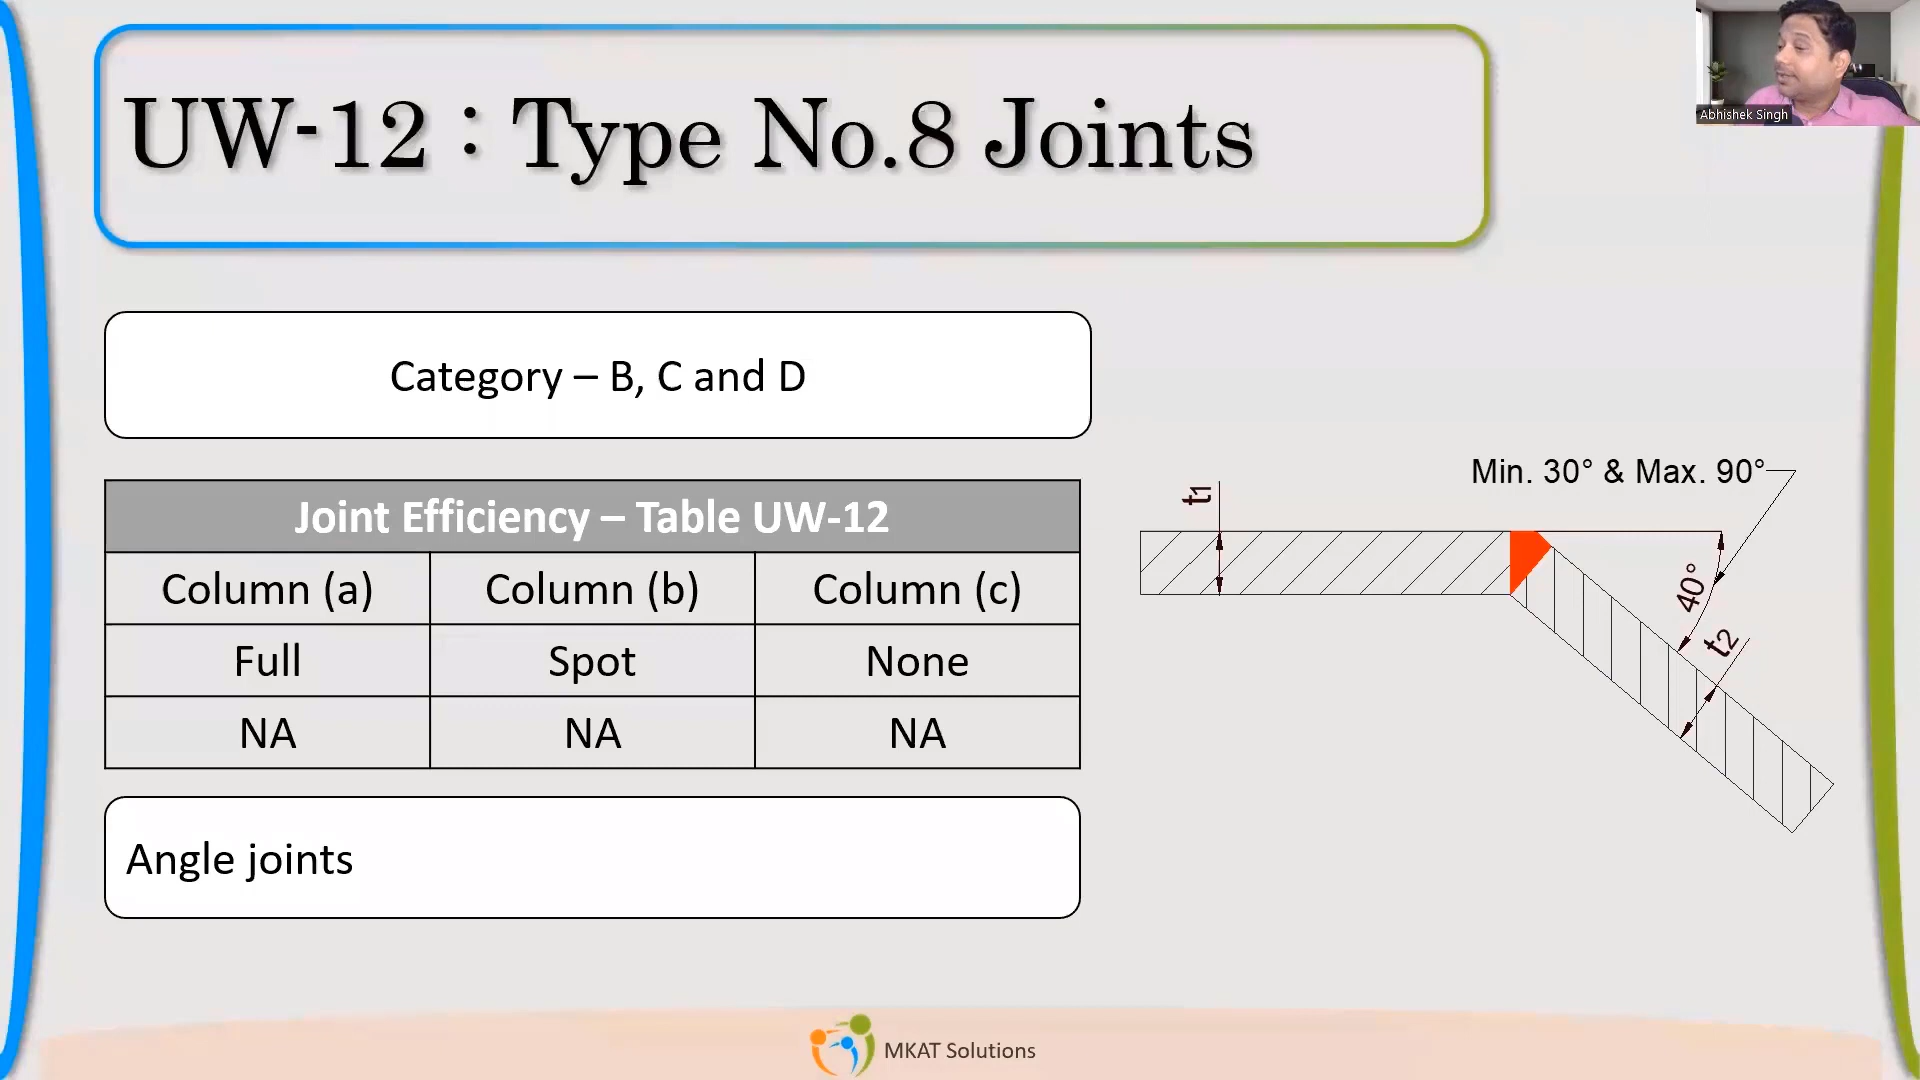 UW-12 : Type No.8 Joints
Abhishek Singh
Category – B, C and D
Joint Efficiency – Table UW-12
Column (a) Column (b) Column (c)
Full Spot None
NA NA NA
Angle joints
Min. 30° & Max. 90°
t1
40°
t2
MKAT Solutions